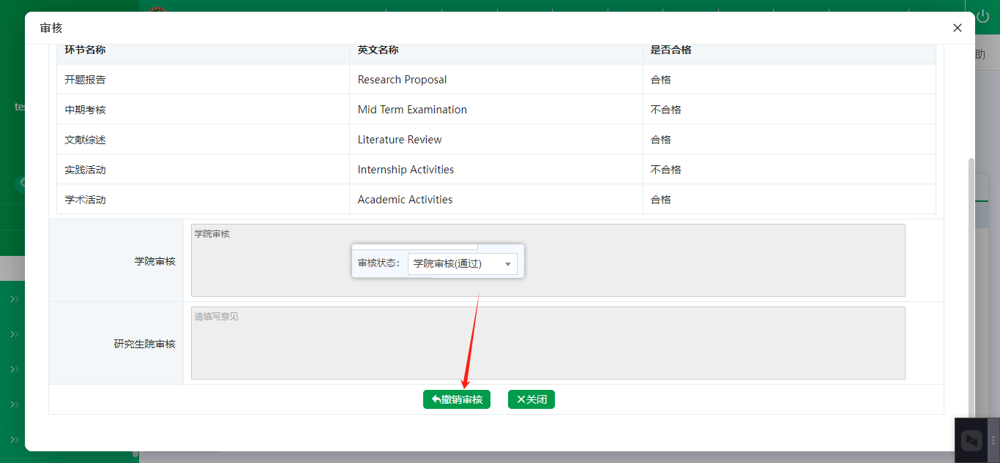 审核
助
环节名称 英文名称 是否合格
开题报告 Research Proposal 合格
中期考核 Mid Term Examination 不合格
tes
文献综述 Literature Review 合格
实践活动 Internship Activities 不合格
学术活动 Academic Activities 合格
学院审核
学院审核
审核状态: 学院审核(通过)
请填写意见
研究生院审核
撤销审核 关闭